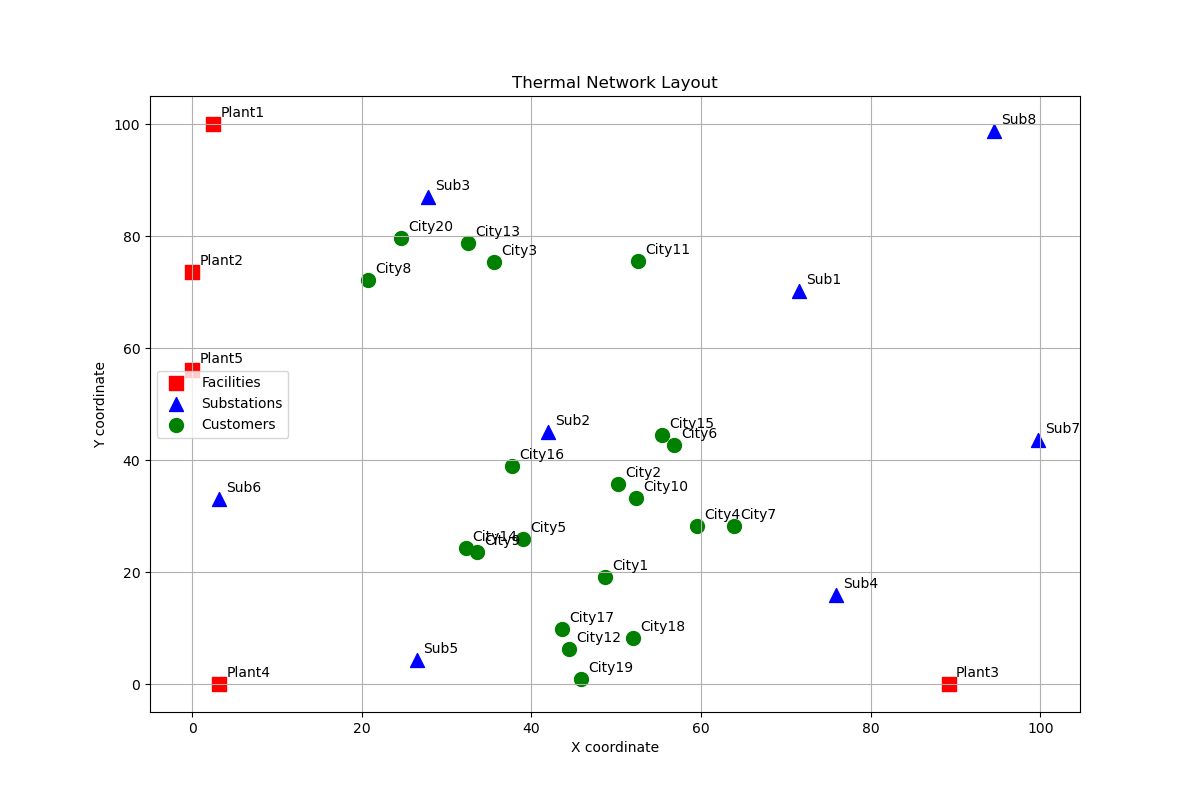 Thermal Network Layout
Plant1
Sub8
100
Sub3
City20
City13
80
City3
City11
Plant2
City8
Sub1
60
Plant5
Facilities
Substations
Customers
Y coordinate
Sub2
City15
City6
Sub7
40
City16
City2
City10
Sub6
City4
City7
City5
City14
City9
20
City1
Sub4
City17
City18
City12
Sub5
City19
Plant4
Plant3
0
0
20
40
60
80
100
X coordinate